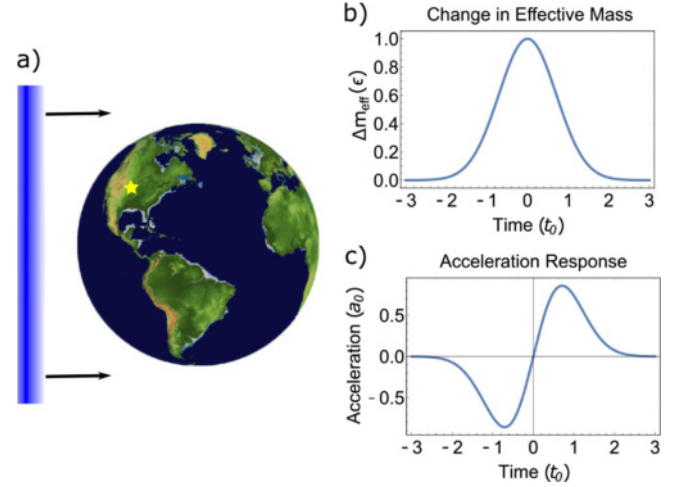 a)
b)
Change in Effective Mass
Δm_eff(ϵ)
1.0
0.8
0.6
0.4
0.2
0.0
-3 -2 -1 0 1 2 3
Time (t₀)
c)
Acceleration Response
Acceleration (a₀)
0.5
0.0
-0.5
-3 -2 -1 0 1 2 3
Time (t₀)